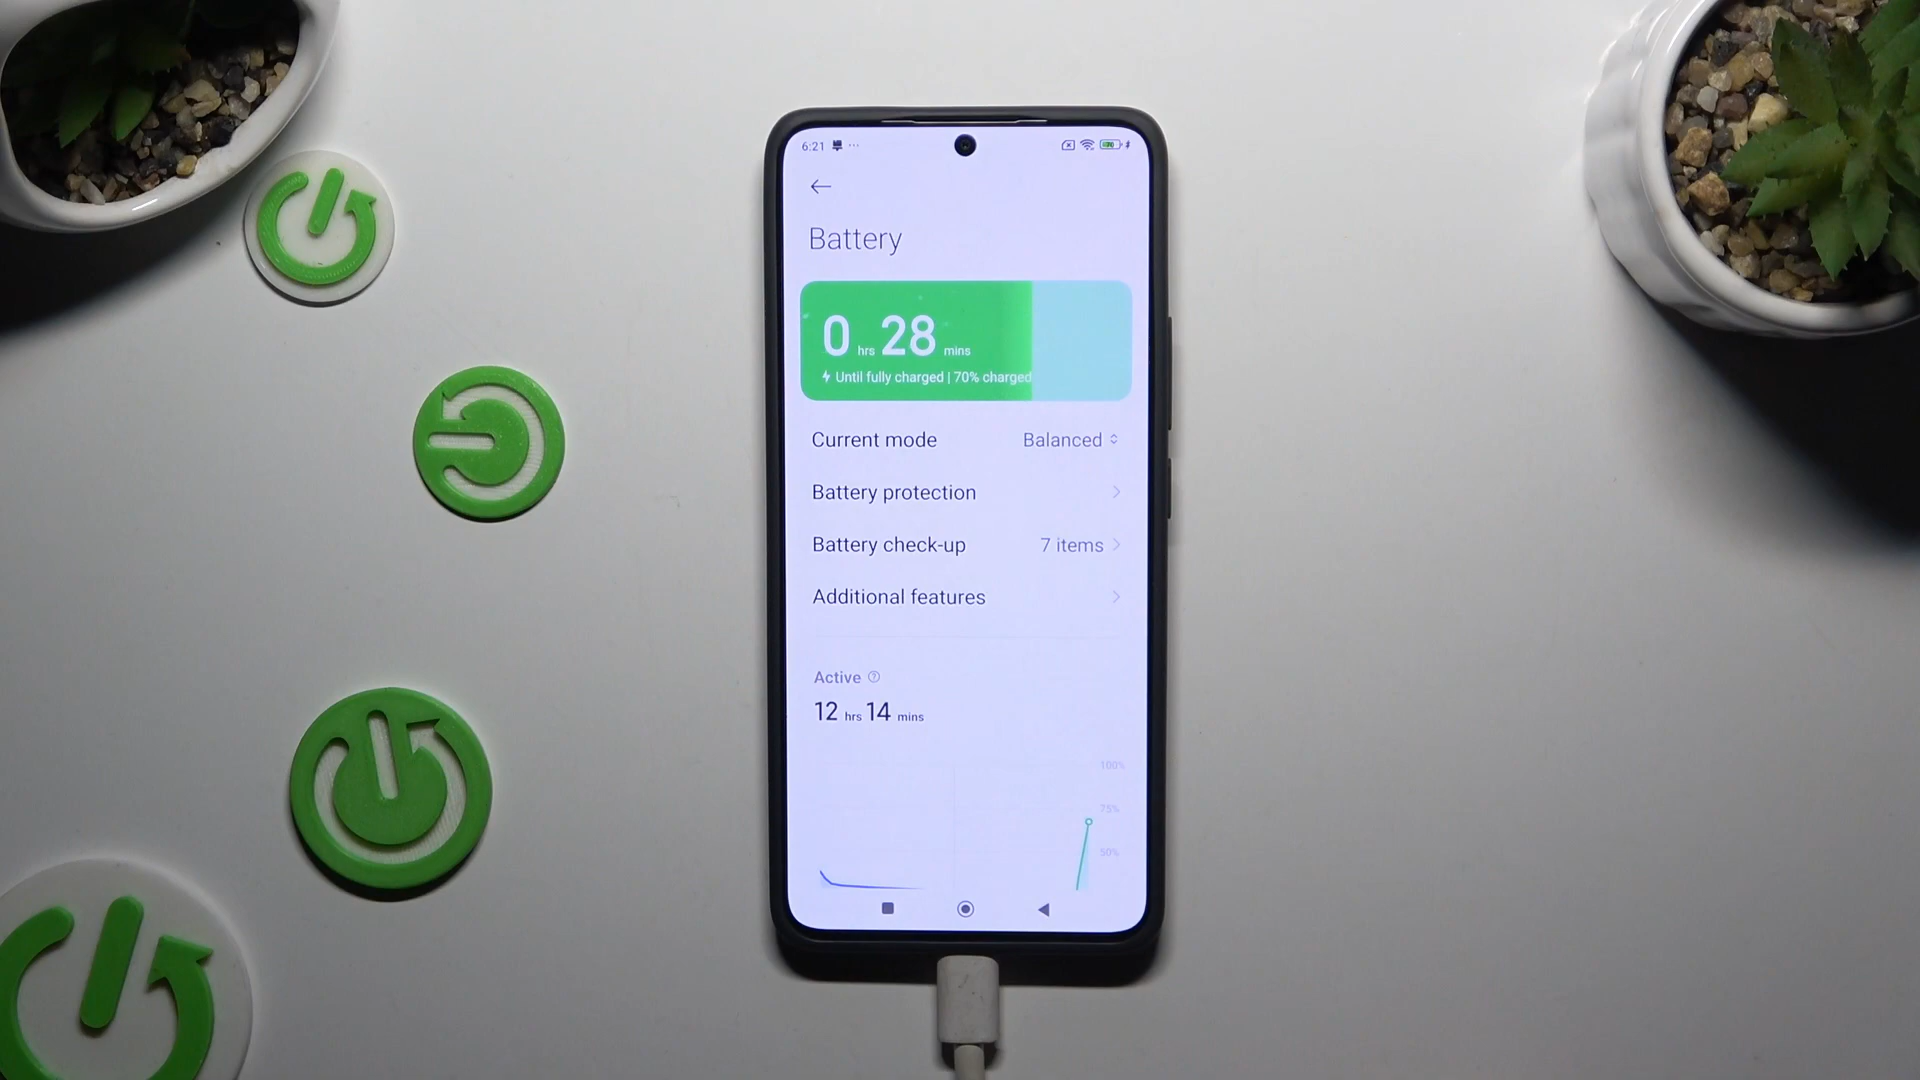 6:21
Battery
0 hrs 28 mins
Until fully charged | 70% charged
Current mode Balanced
Battery protection
Battery check-up 7 items
Additional features
Active
12 hrs 14 mins
100%
75%
50%